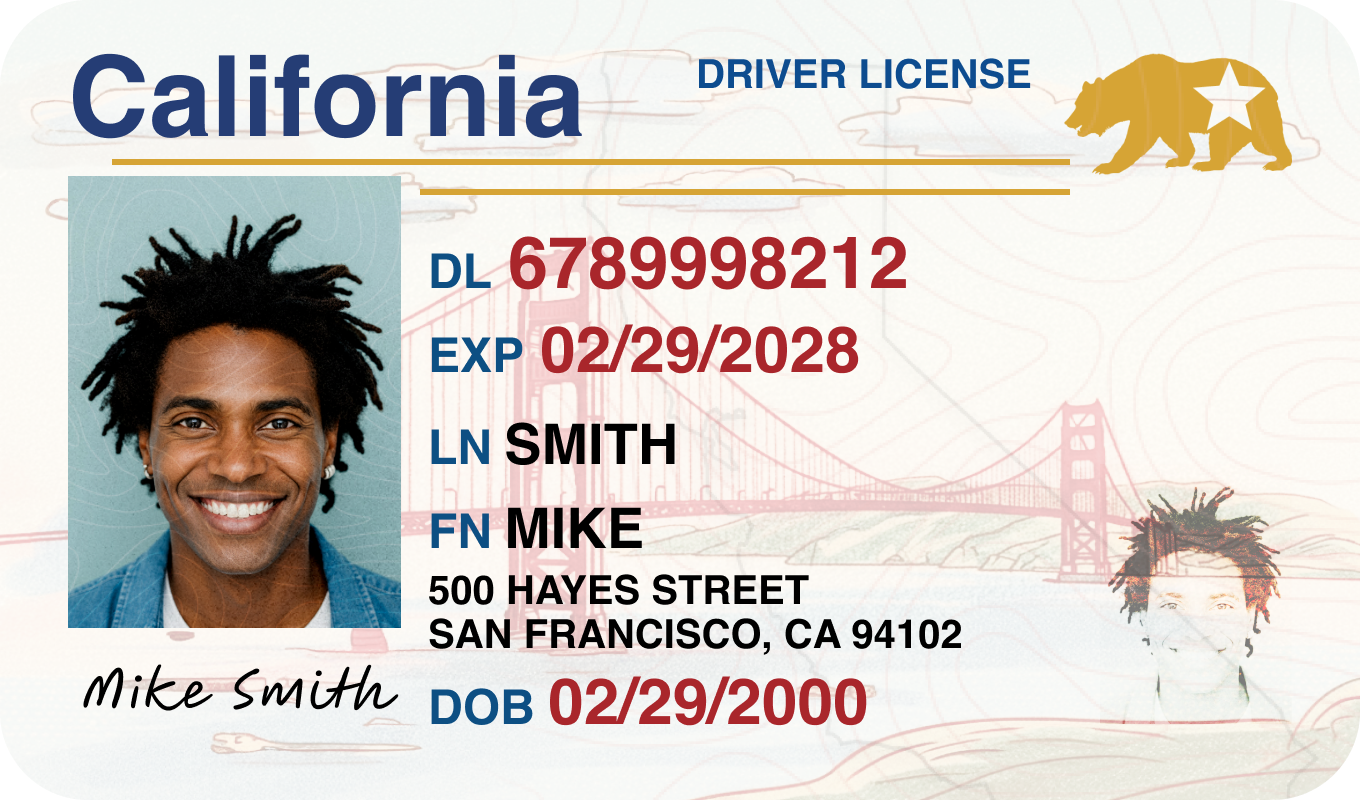 California
DRIVER LICENSE
DL 6789998212
EXP 02/29/2028
LN SMITH
FN MIKE
500 HAYES STREET
SAN FRANCISCO, CA 94102
DOB 02/29/2000
Mike Smith